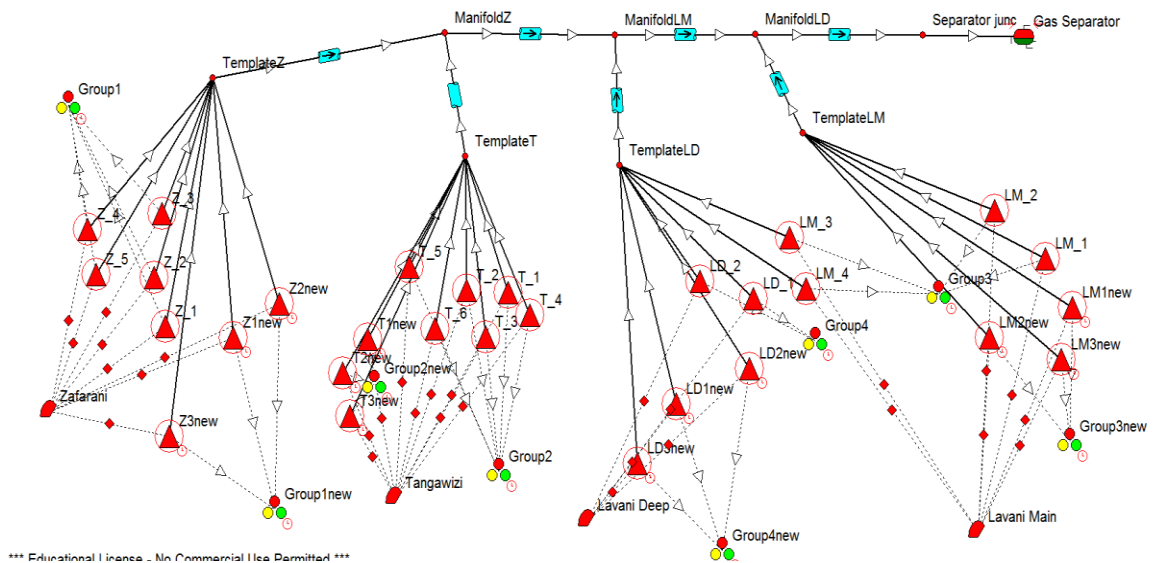 ManifoldZ
ManifoldLM
ManifoldLD
Separator junc
Gas Separator
TemplateZ
Group1
TemplateT
TemplateLD
TemplateLM
Z_4
Z_3
Z_5
Z_2
Z_1
Z2new
Z1new
Z3new
Zafarani
Group1new
T_5
T_2
T_1
T_4
T_6
T_3
T1new
T2new
Group2new
T3new
Group2
Tangawizi
LM_3
LM_2
LM_1
LD_2
LD_1
LM_4
Group3
Group4
LM1new
LM2new
LM3new
LD2new
LD1new
LD3new
Group3new
Lavani Deep
Lavani Main
Group4new
*** Educational License - No Commercial Use Permitted ***